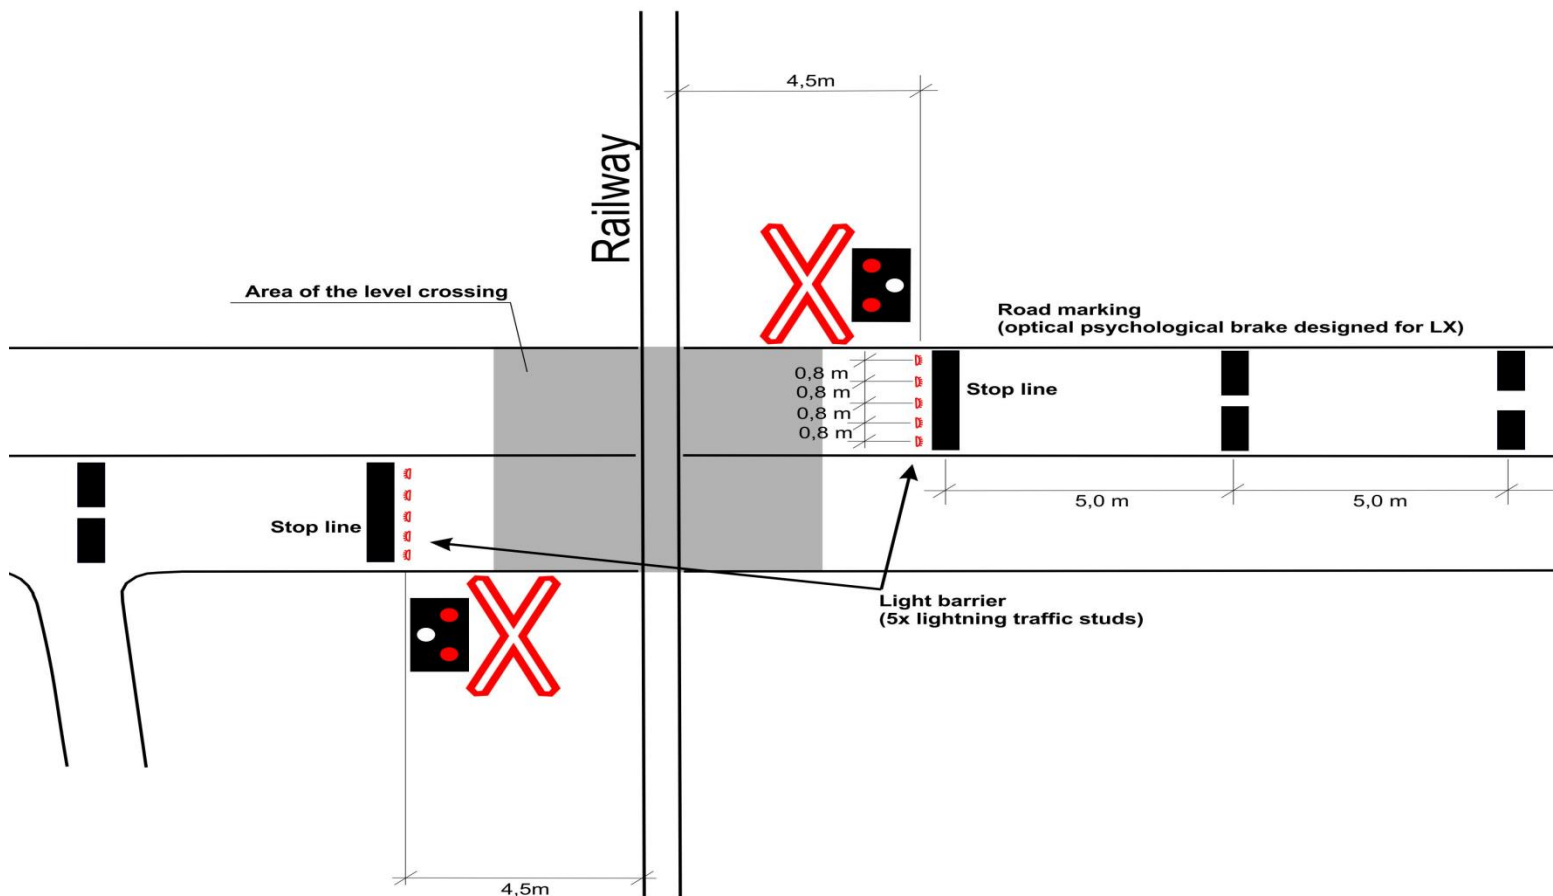 4,5m
Railway
Area of the level crossing
Road marking
(optical psychological brake designed for LX)
0,8 m
0,8 m
0,8 m
0,8 m
Stop line
5,0 m
5,0 m
Stop line
Light barrier
(5x lightning traffic studs)
4,5m